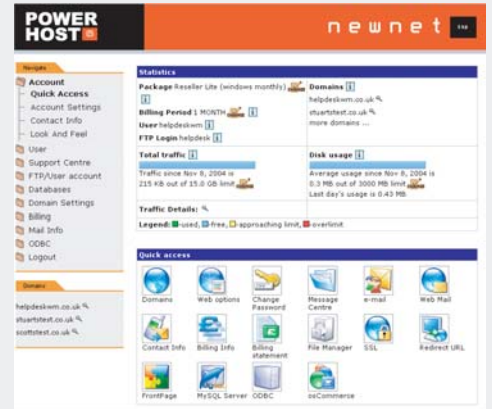 POWER
HOST
newnet
Navigate
Account
Quick Access
Account Settings
Contact Info
Look And Feel
User
Support Centre
FTP/User account
Databases
Domain Settings
Billing
Mail Info
ODBC
Logout
Domains
helpdeskwm.co.uk
stuartstest.co.uk
scottstest.co.uk
Statistics
Package Reseller Lite (windows monthly)
Billing Period 1 MONTH
User helpdeskwm
FTP Login helpdesk
Domains
helpdeskwm.co.uk
stuartstest.co.uk
more domains ...
Total traffic
Traffic since Nov 8, 2004 is
215 KB out of 15.0 GB limit
Disk usage
Average usage since Nov 8, 2004 is
0.3 MB out of 3000 MB limit
Last day's usage is 0.43 MB
Traffic Details:
Legend: -used, -free, -approaching limit, -overlimit
Quick access
Domains
Web options
Change Password
Message Centre
e-mail
Web Mail
Contact Info
Billing Info
Billing statement
File Manager
SSL
Redirect URL
FrontPage
MySQL Server
ODBC
osCommerce